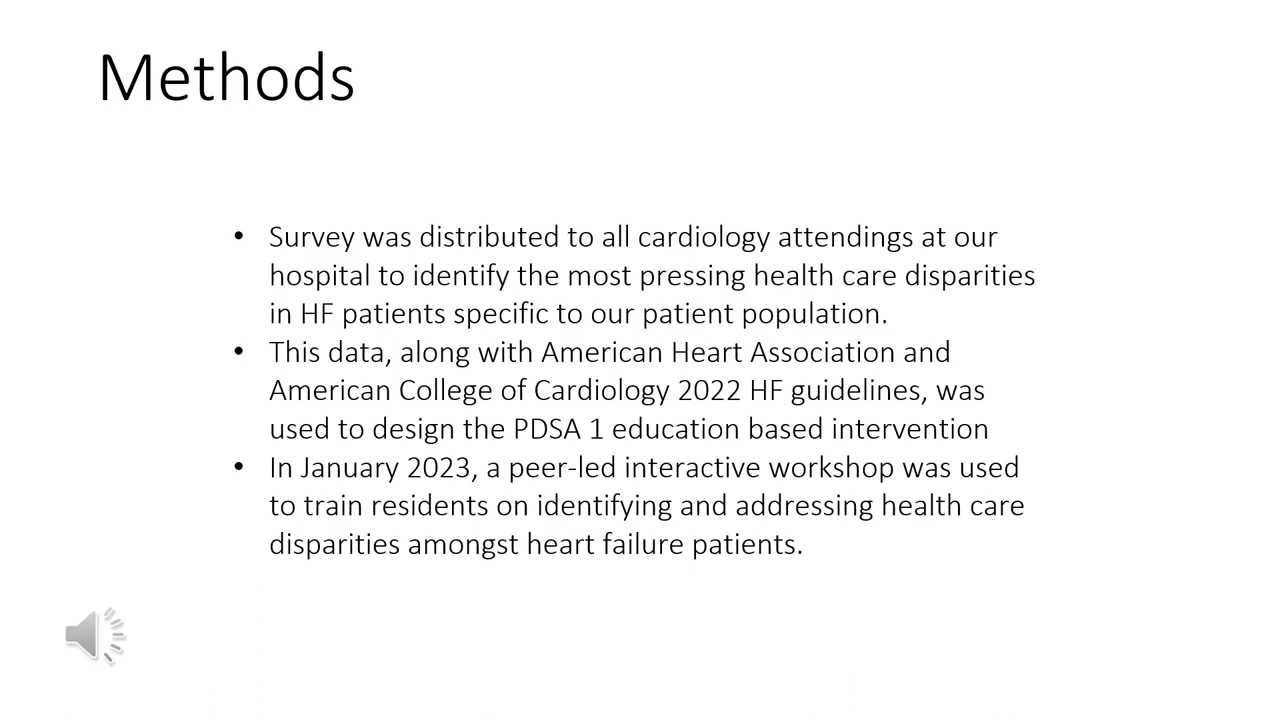 Methods
• Survey was distributed to all cardiology attendings at our
hospital to identify the most pressing health care disparities
in HF patients specific to our patient population.
• This data, along with American Heart Association and
American College of Cardiology 2022 HF guidelines, was
used to design the PDSA 1 education based intervention
• In January 2023, a peer-led interactive workshop was used
to train residents on identifying and addressing health care
disparities amongst heart failure patients.